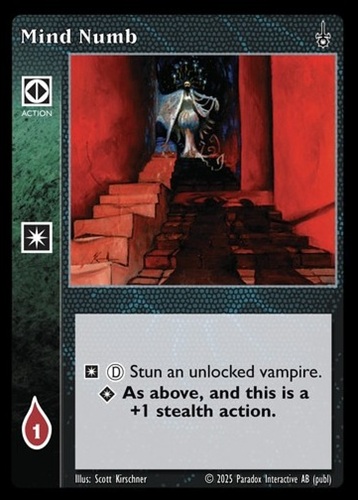 Mind Numb
ACTION
D Stun an unlocked vampire.
As above, and this is a
+1 stealth action.
1
Illus: Scott Kirschner © 2025 Paradox Interactive AB (publ)